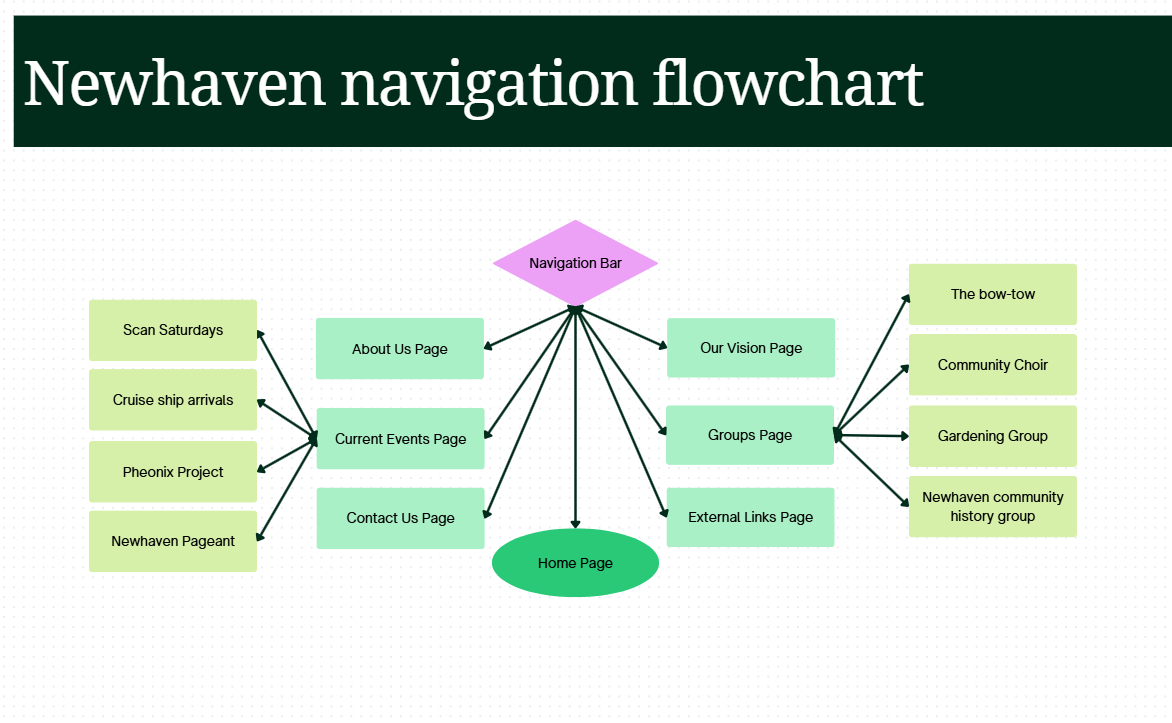 Newhaven navigation flowchart
Navigation Bar
Scan Saturdays
Cruise ship arrivals
Pheonix Project
Newhaven Pageant
About Us Page
Current Events Page
Contact Us Page
Home Page
Our Vision Page
Groups Page
External Links Page
The bow-tow
Community Choir
Gardening Group
Newhaven community
history group